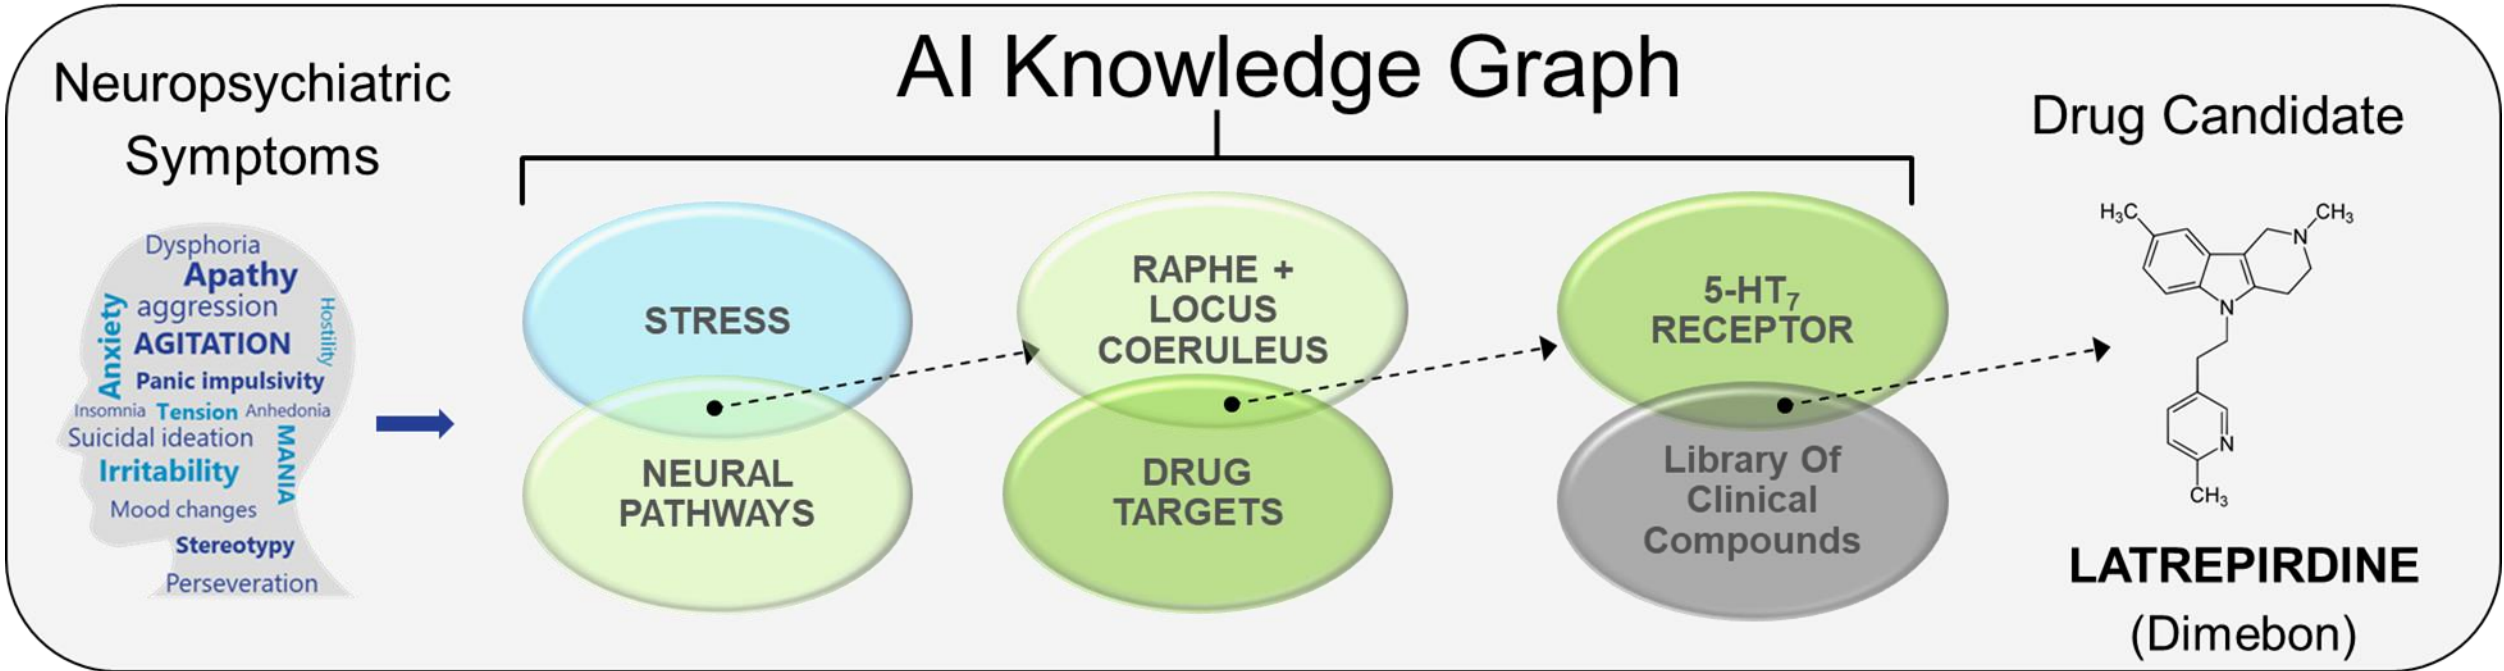 AI Knowledge Graph
Neuropsychiatric
Symptoms
Dysphoria
Apathy
aggression
Anxiety
Hostility
AGITATION
Panic impulsivity
Insomnia Tension Anhedonia
Suicidal ideation
MANIA
Irritability
Mood changes
Stereotypy
Perseveration
STRESS
NEURAL
PATHWAYS
RAPHE +
LOCUS
COERULEUS
DRUG
TARGETS
5-HT₇
RECEPTOR
Library Of
Clinical
Compounds
Drug Candidate
H₃C
CH₃
N
N
N
CH₃
LATREPIRDINE
(Dimebon)